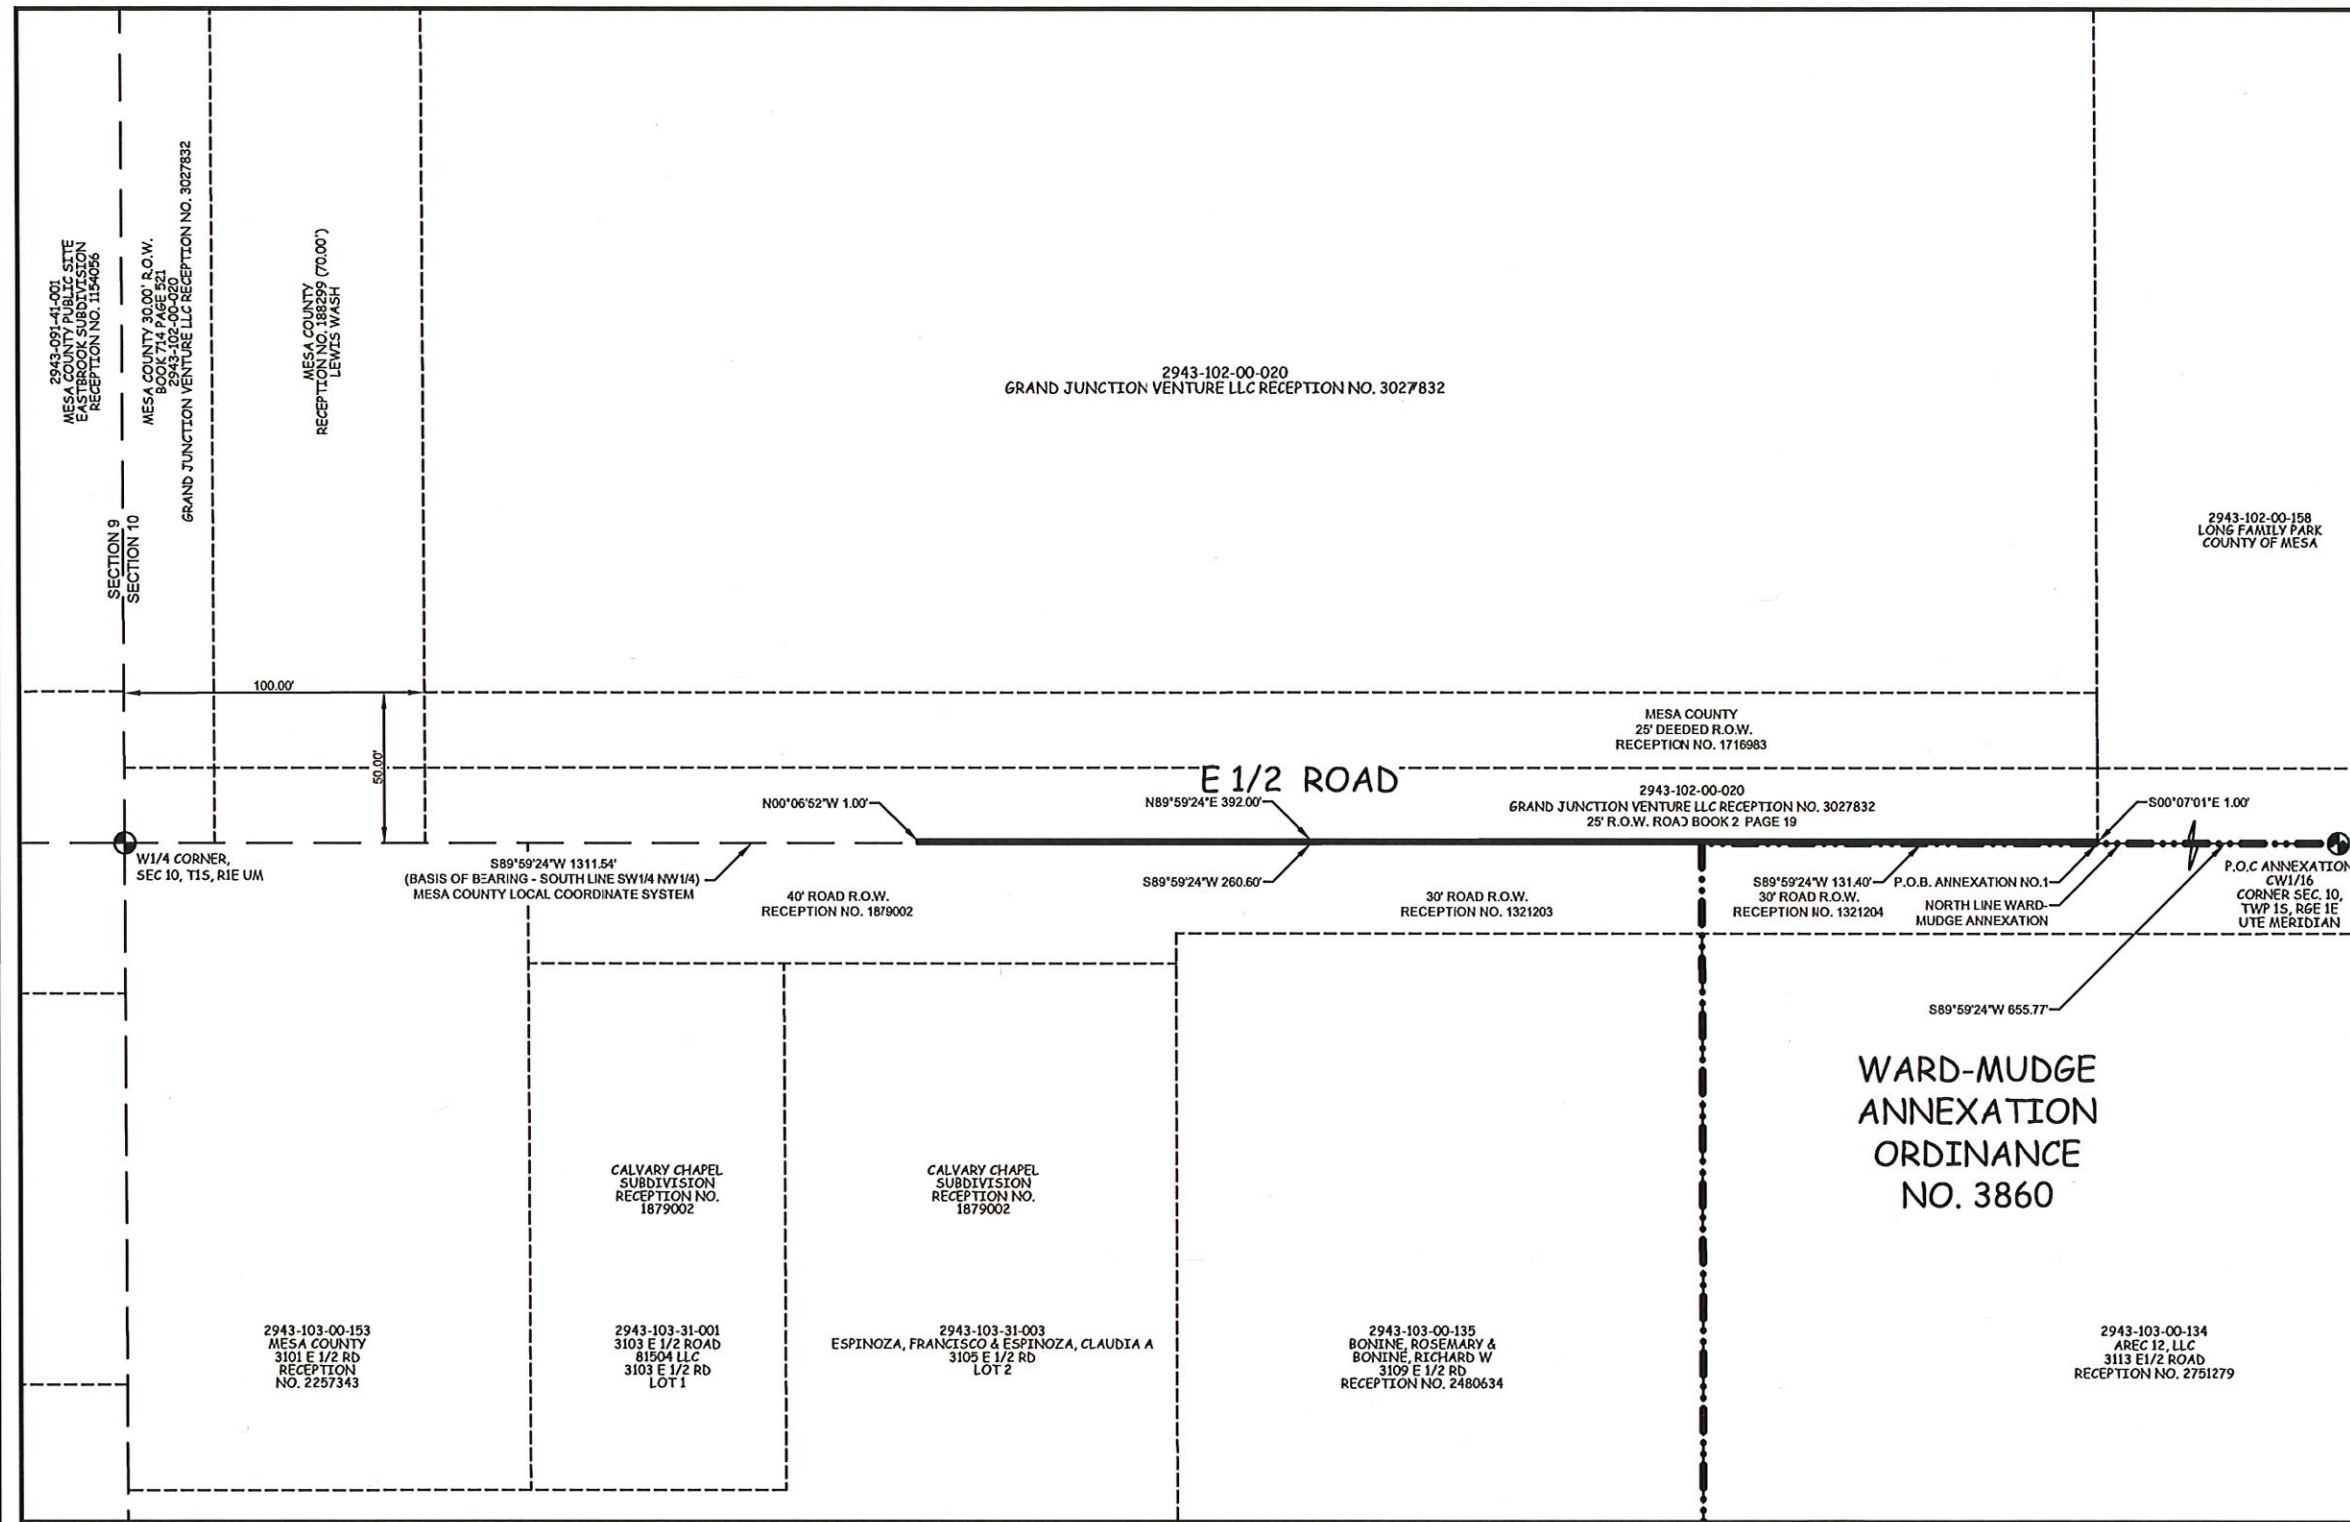 2943-091-41-001
MESA COUNTY PUBLIC SITE
EASTBROOK SUBDIVISION
RECEPTION NO. 1154056
MESA COUNTY 30.00' R.O.W.
BOOK 714 PAGE 521
2943-102-00-020
GRAND JUNCTION VENTURE LLC RECEPTION NO. 3027832
MESA COUNTY
RECEPTION NO. 188299 (70.00')
LEWIS WASH
SECTION 9
SECTION 10
2943-102-00-020
GRAND JUNCTION VENTURE LLC RECEPTION NO. 3027832
2943-102-00-158
LONG FAMILY PARK
COUNTY OF MESA
100.00'
50.00'
MESA COUNTY
25' DEEDED R.O.W.
RECEPTION NO. 1716983
E 1/2 ROAD
N00°06'52"W 1.00'
N89°59'24"E 392.00'
2943-102-00-020
GRAND JUNCTION VENTURE LLC RECEPTION NO. 3027832
25' R.O.W. ROAD BOOK 2 PAGE 19
S00°07'01"E 1.00'
W1/4 CORNER,
SEC 10, T1S, R1E UM
S89°59'24"W 1311.54'
(BASIS OF BEARING - SOUTH LINE SW1/4 NW1/4)
MESA COUNTY LOCAL COORDINATE SYSTEM
40' ROAD R.O.W.
RECEPTION NO. 1879002
S89°59'24"W 260.60'
30' ROAD R.O.W.
RECEPTION NO. 1321203
S89°59'24"W 131.40'
30' ROAD R.O.W.
RECEPTION NO. 1321204
P.O.B. ANNEXATION NO.1
NORTH LINE WARD-
MUDGE ANNEXATION
P.O.C ANNEXATION
CW1/16
CORNER SEC. 10,
TWP 1S, RGE 1E
UTE MERIDIAN
S89°59'24"W 655.77'
WARD-MUDGE
ANNEXATION
ORDINANCE
NO. 3860
CALVARY CHAPEL
SUBDIVISION
RECEPTION NO.
1879002
CALVARY CHAPEL
SUBDIVISION
RECEPTION NO.
1879002
2943-103-00-153
MESA COUNTY
3101 E 1/2 RD
RECEPTION
NO. 2257343
2943-103-31-001
3103 E 1/2 ROAD
81504 LLC
3103 E 1/2 RD
LOT 1
2943-103-31-003
ESPINOZA, FRANCISCO & ESPINOZA, CLAUDIA A
3105 E 1/2 RD
LOT 2
2943-103-00-135
BONINE, ROSEMARY &
BONINE, RICHARD W
3109 E 1/2 RD
RECEPTION NO. 2480634
2943-103-00-134
AREC 12, LLC
3113 E1/2 ROAD
RECEPTION NO. 2751279